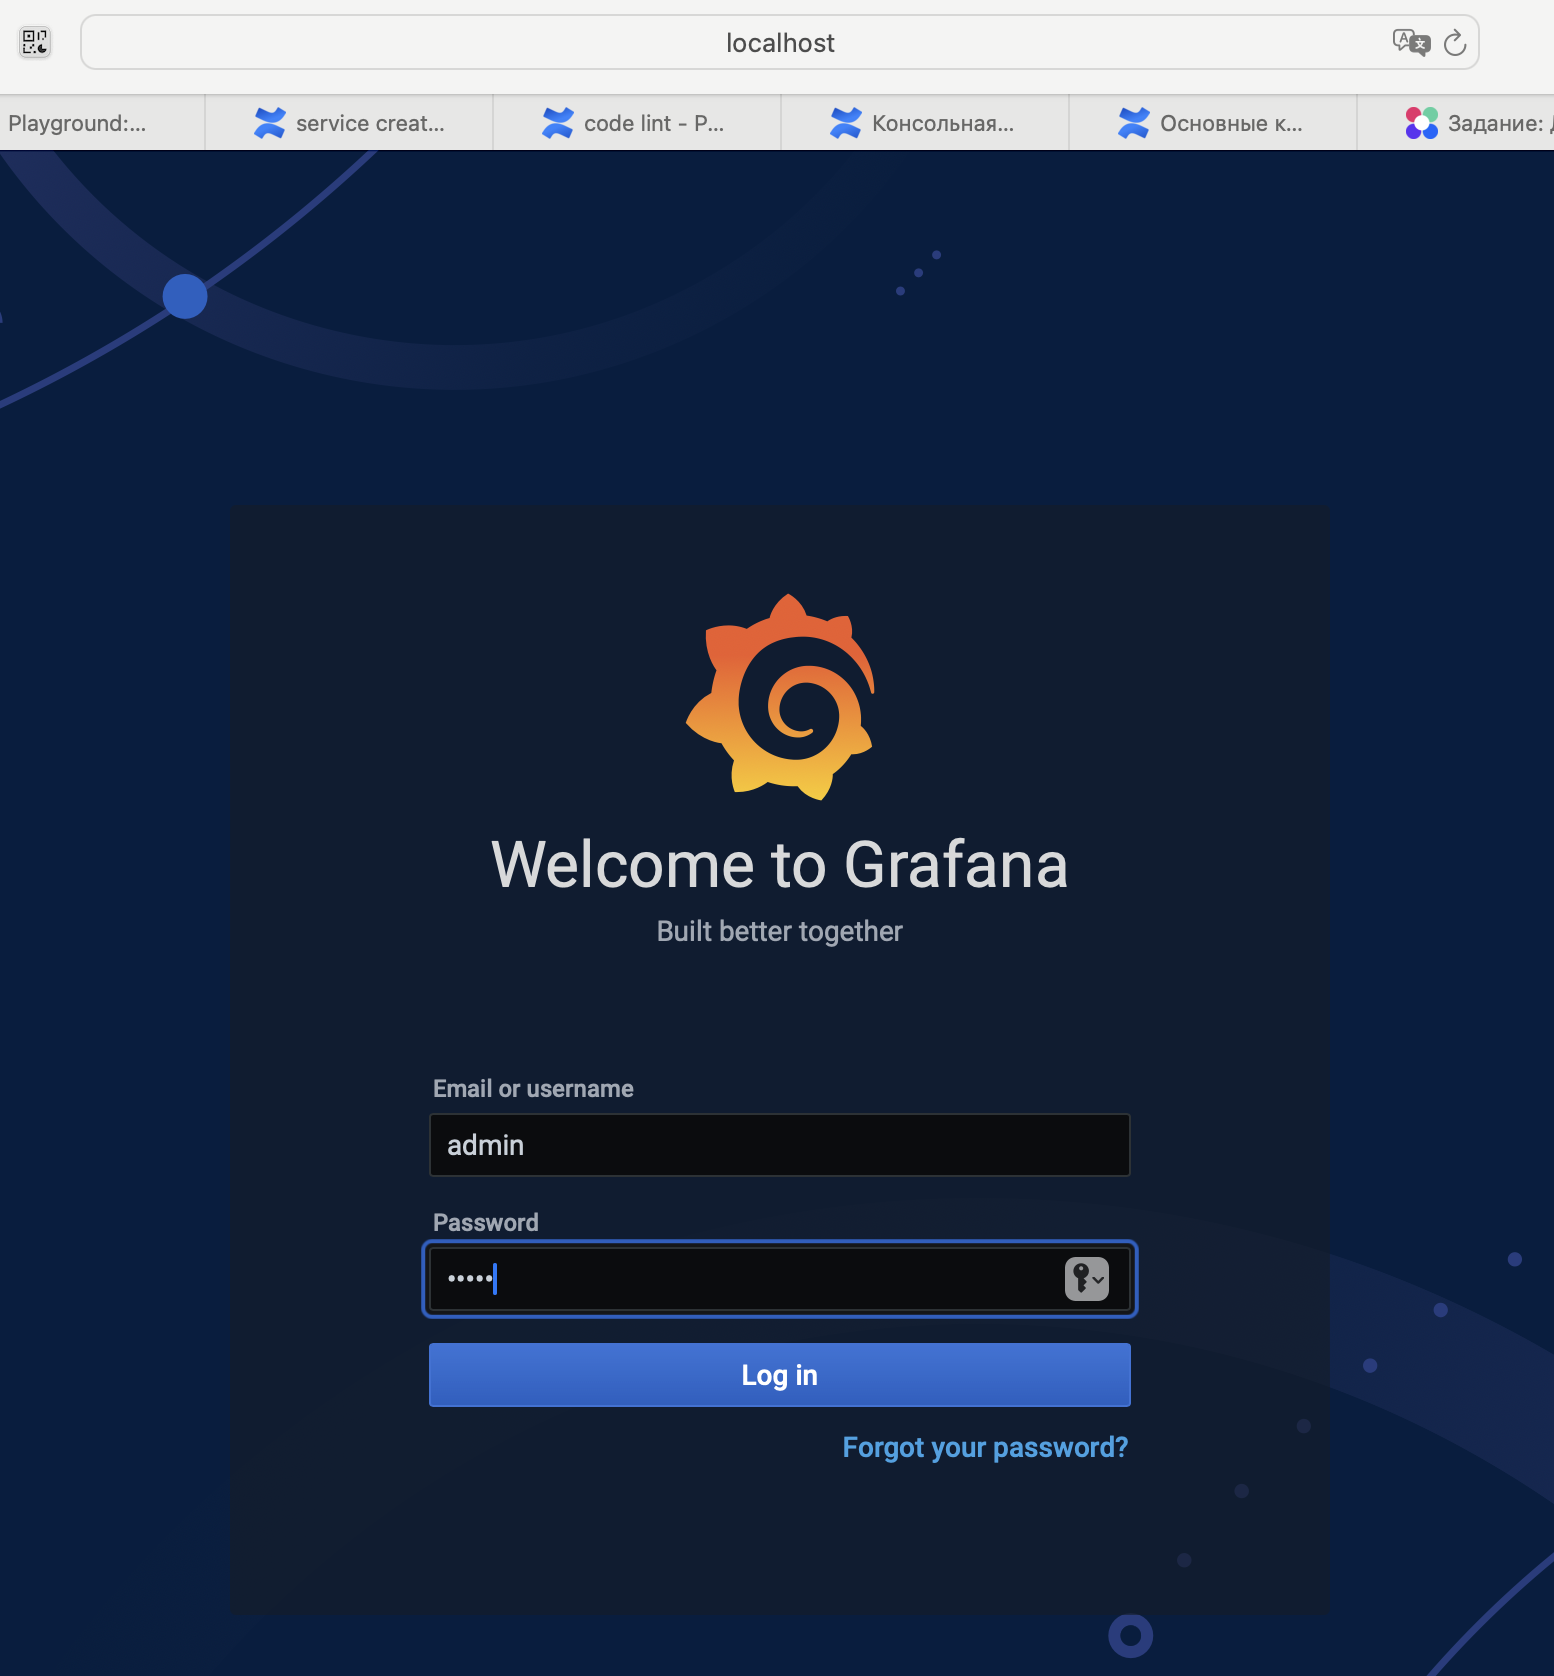 localhost
Playground:...
service creat...
code lint - P...
Консольная...
Основные к...
Задание:
Welcome to Grafana
Built better together
Email or username
admin
Password
•••••
Log in
Forgot your password?